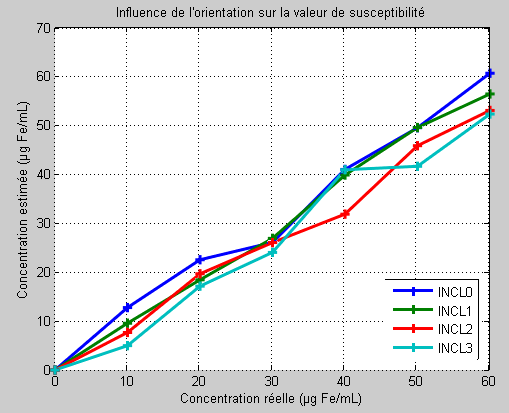 Influence de l'orientation sur la valeur de susceptibilité
70
60
50
40
30
20
10
0
Concentration estimée (µg Fe/mL)
INCL0
INCL1
INCL2
INCL3
0 10 20 30 40 50 60
Concentration réelle (µg Fe/mL)